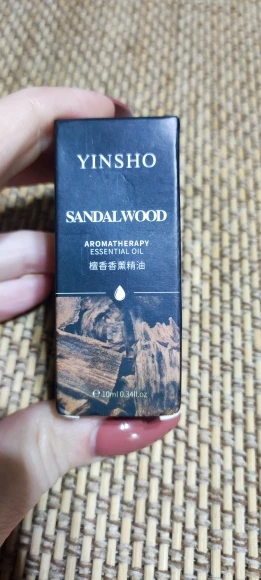 YINSHO
SANDALWOOD
AROMATHERAPY
ESSENTIAL OIL
檀香香薰精油
℮ 10ml 0.34fl.oz